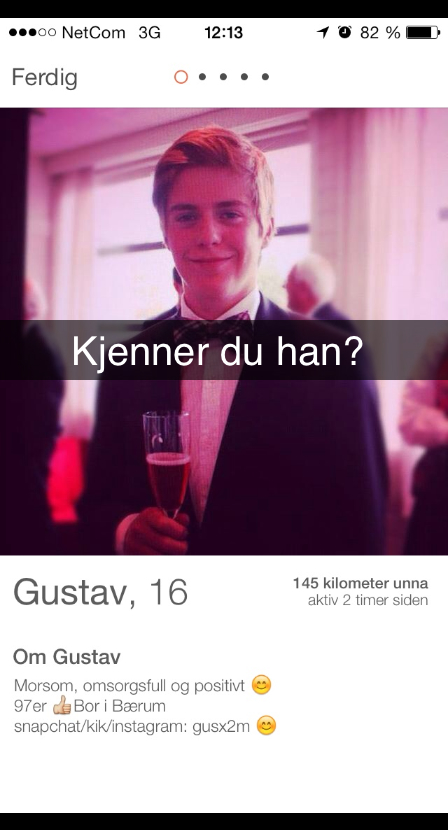 NetCom 3G 12:13 82 %
Ferdig
Kjenner du han?
Gustav, 16
145 kilometer unna
aktiv 2 timer siden
Om Gustav
Morsom, omsorgsfull og positivt 😊
97er 👍Bor i Bærum
snapchat/kik/instagram: gusx2m 😊